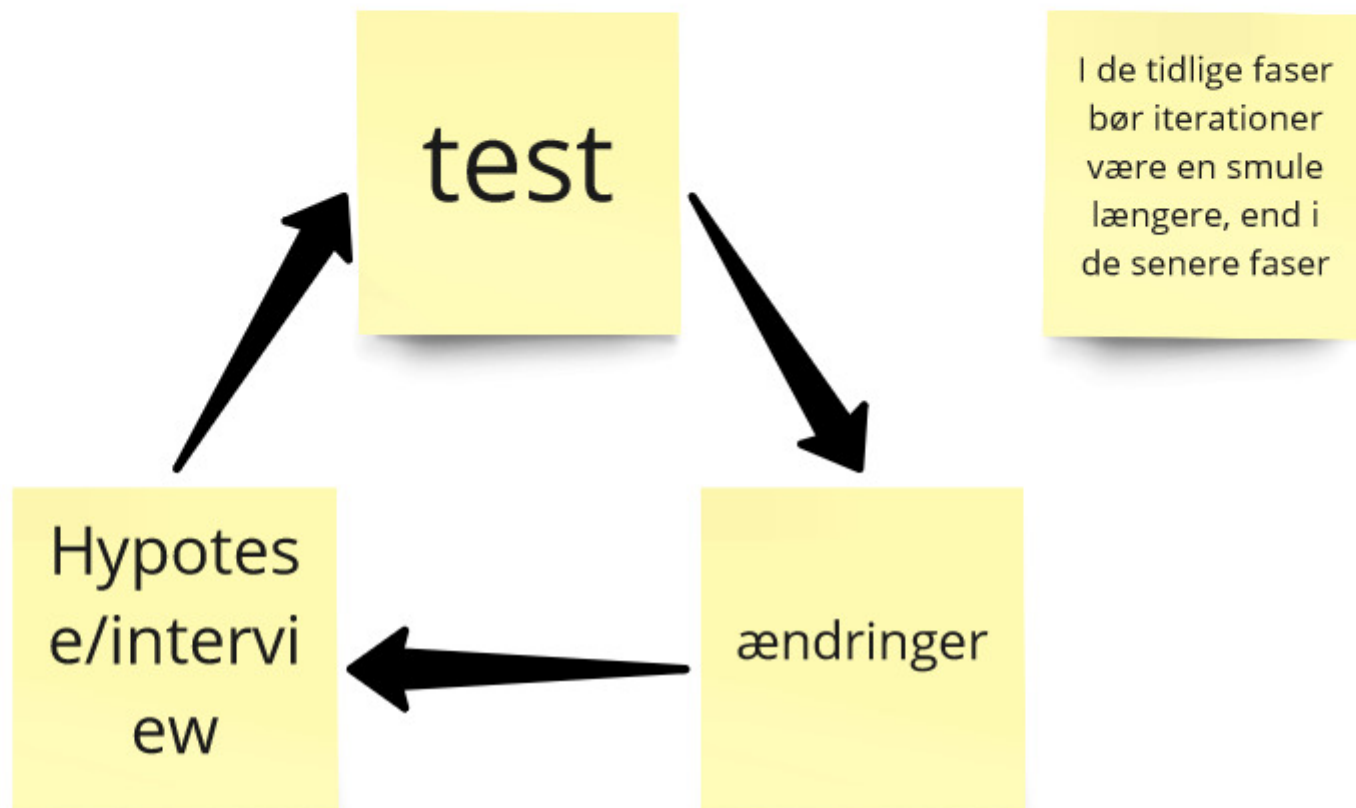 test
I de tidlige faser
bør iterationer
være en smule
længere, end i
de senere faser
Hypotes
e/intervi
ew
ændringer